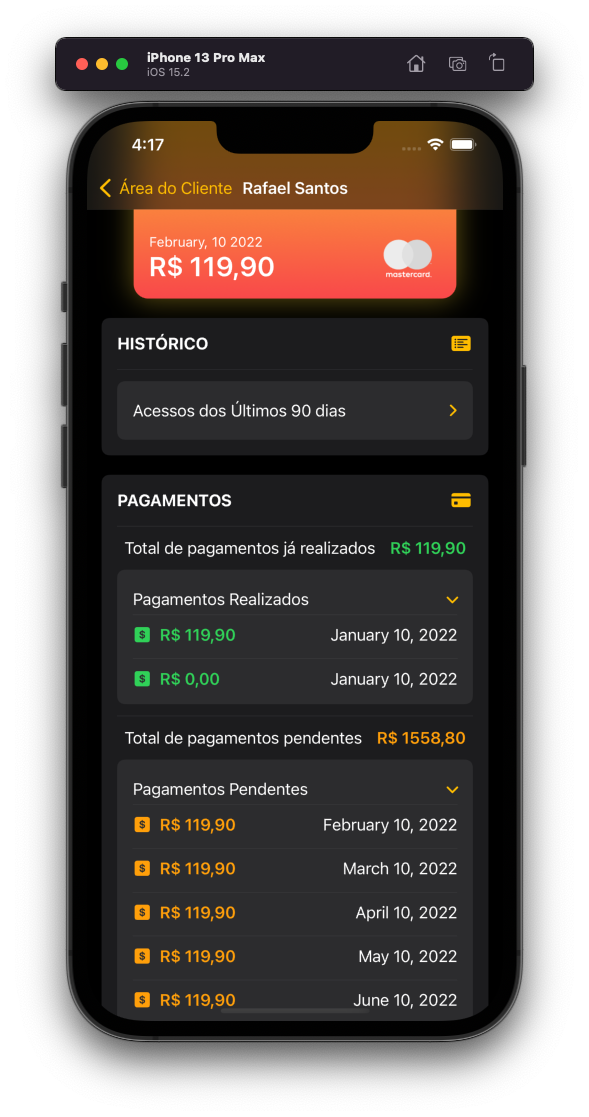 iPhone 13 Pro Max
iOS 15.2
4:17
Área do Cliente Rafael Santos
February, 10 2022
R$ 119,90
mastercard.
HISTÓRICO
Acessos dos Últimos 90 dias
PAGAMENTOS
Total de pagamentos já realizados R$ 119,90
Pagamentos Realizados
$ R$ 119,90 January 10, 2022
$ R$ 0,00 January 10, 2022
Total de pagamentos pendentes R$ 1558,80
Pagamentos Pendentes
$ R$ 119,90 February 10, 2022
$ R$ 119,90 March 10, 2022
$ R$ 119,90 April 10, 2022
$ R$ 119,90 May 10, 2022
$ R$ 119,90 June 10, 2022